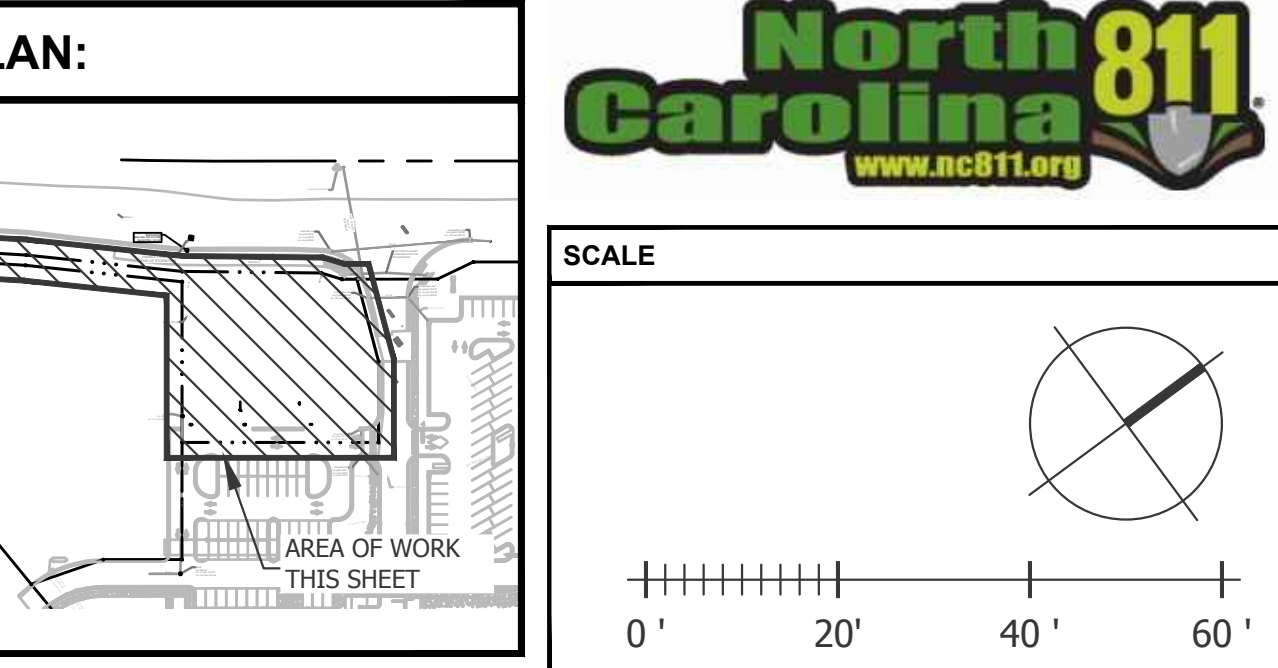 LAN:
North
Carolina
811
www.nc811.org
®
SCALE
AREA OF WORK
THIS SHEET
0 '
20'
40 '
60 '